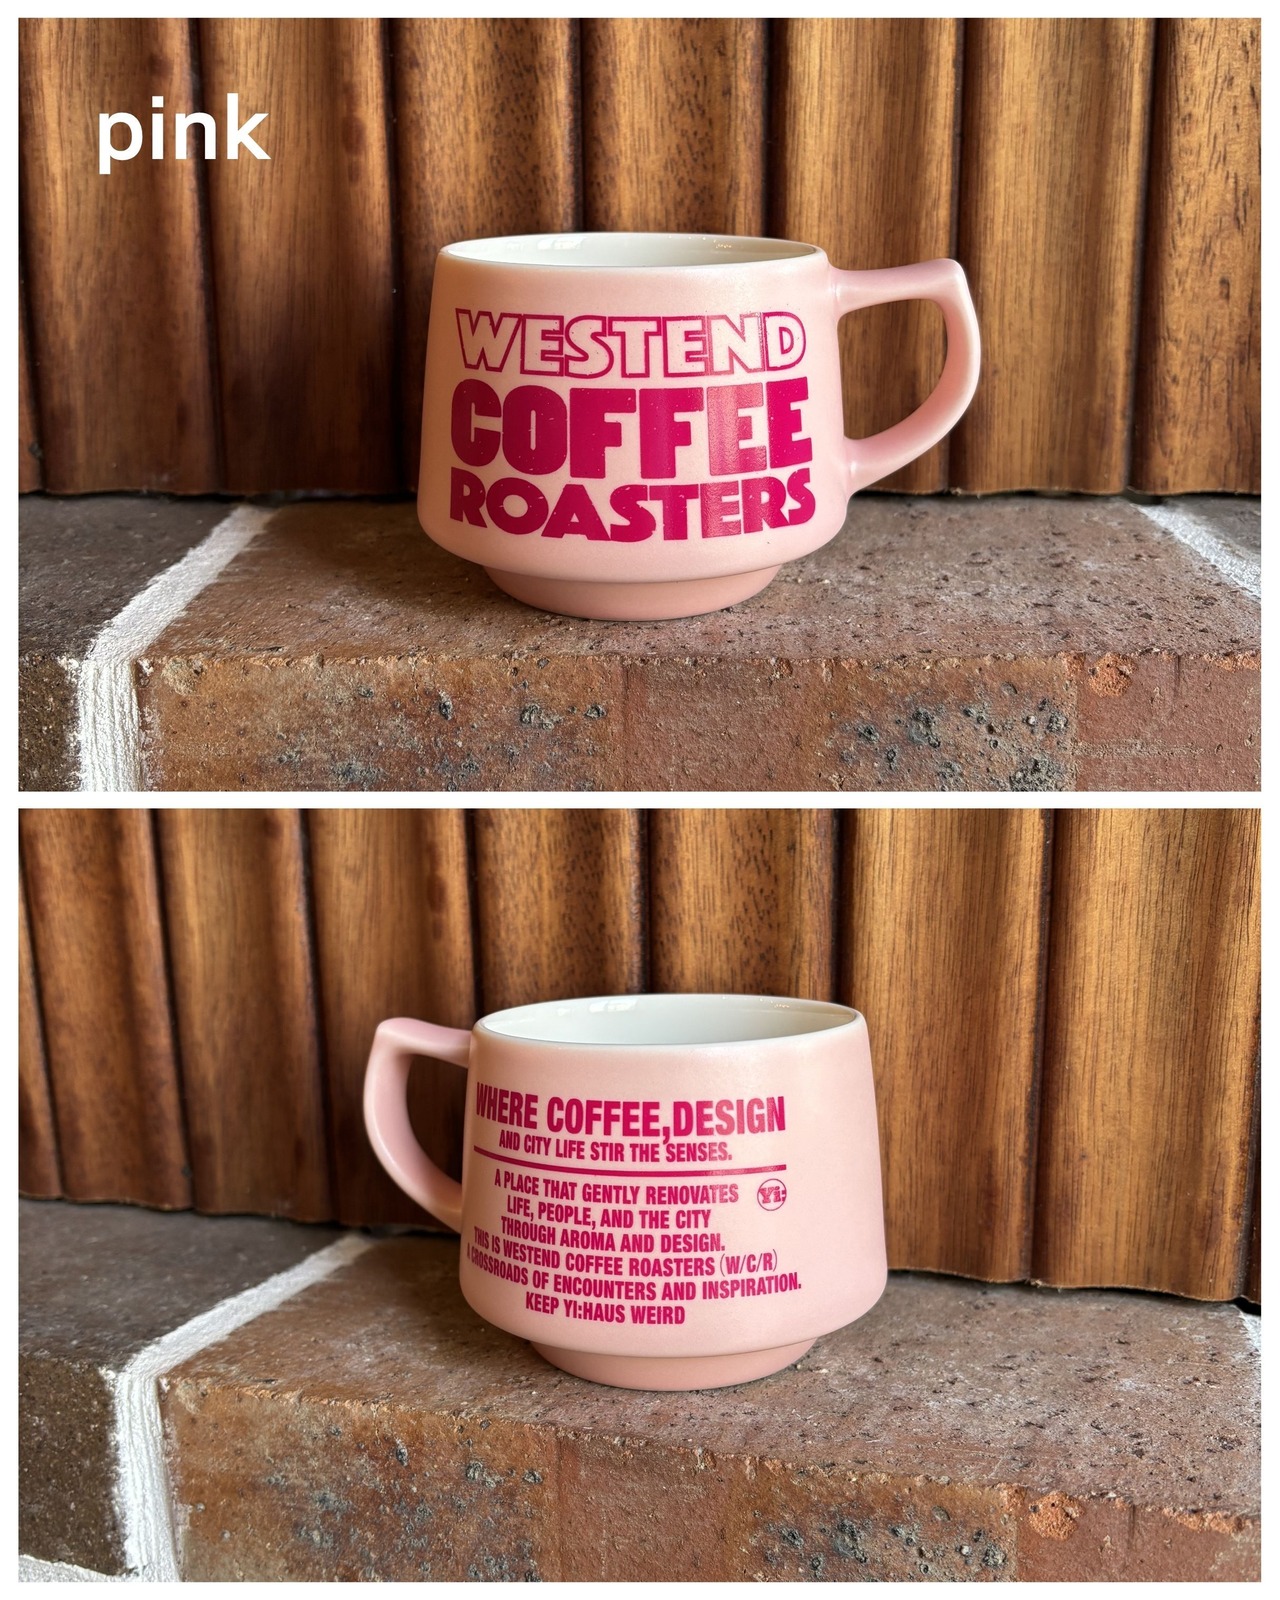 pink
WESTEND
COFFEE
ROASTERS
WHERE COFFEE,DESIGN
AND CITY LIFE STIR THE SENSES.
A PLACE THAT GENTLY RENOVATES
Yi:
LIFE, PEOPLE, AND THE CITY
THROUGH AROMA AND DESIGN.
THIS IS WESTEND COFFEE ROASTERS (W/C/R)
A CROSSROADS OF ENCOUNTERS AND INSPIRATION.
KEEP YI:HAUS WEIRD